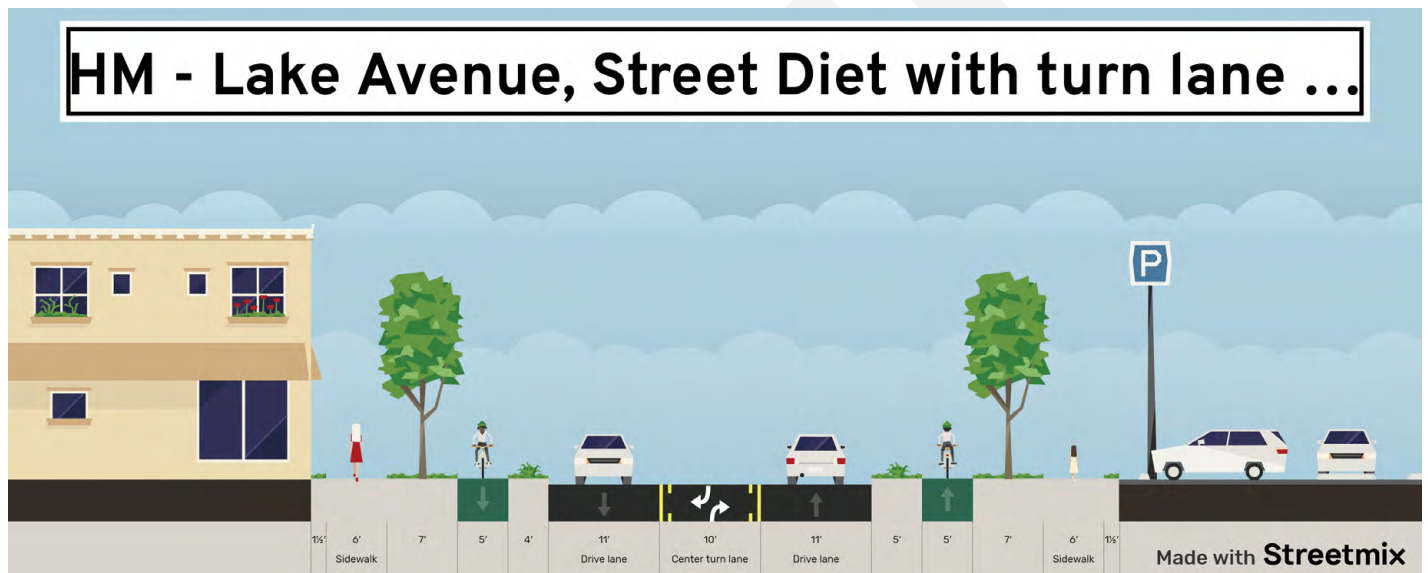 HM - Lake Avenue, Street Diet with turn lane ...
P
1½' 6' 7' 5' 4' 11' 10' 11' 5' 5' 7' 6' 1½'
Sidewalk Drive lane Center turn lane Drive lane Sidewalk
Made with Streetmix